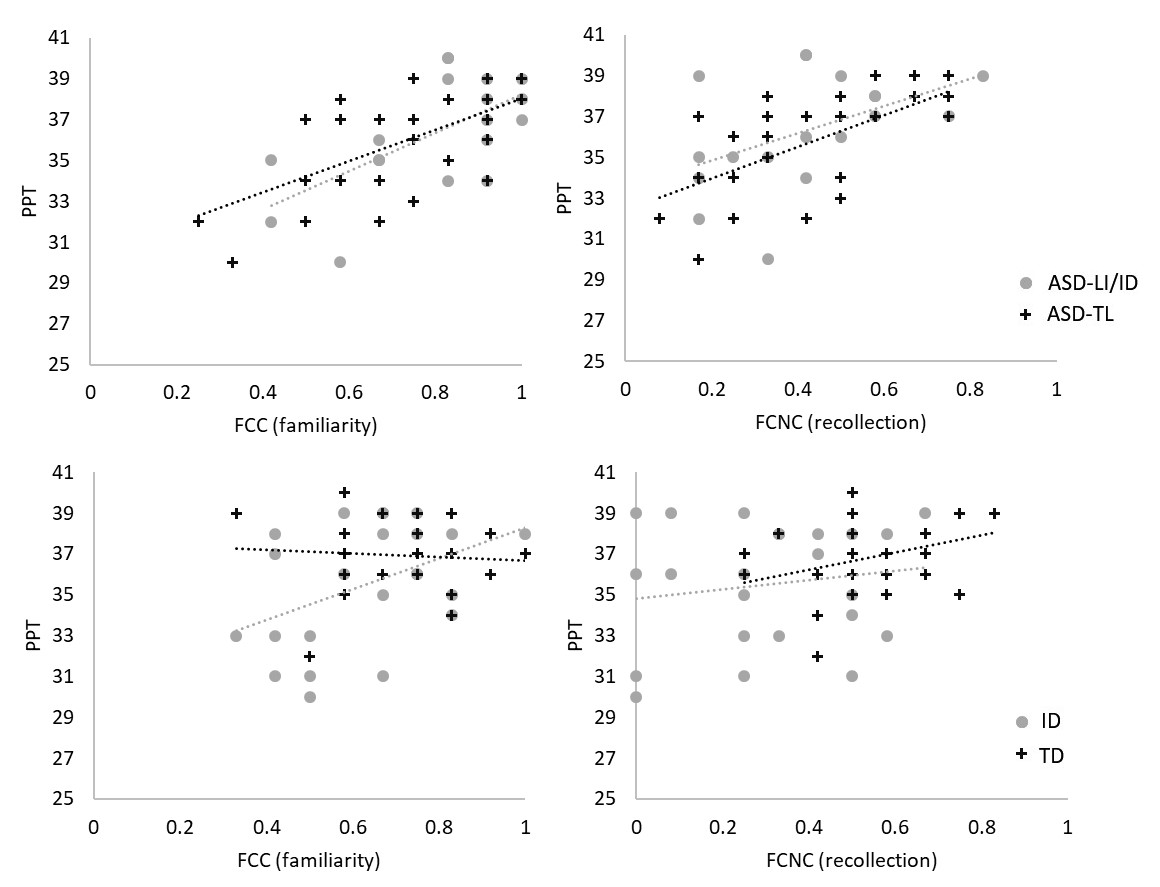 41
39
37
35
33
31
29
27
25
PPT
0 0.2 0.4 0.6 0.8 1
FCC (familiarity)
41
39
37
35
33
31
29
27
25
PPT
0 0.2 0.4 0.6 0.8 1
FCNC (recollection)
ASD-LI/ID
ASD-TL
41
39
37
35
33
31
29
27
25
PPT
0 0.2 0.4 0.6 0.8 1
FCC (familiarity)
41
39
37
35
33
31
29
27
25
PPT
0 0.2 0.4 0.6 0.8 1
FCNC (recollection)
ID
TD